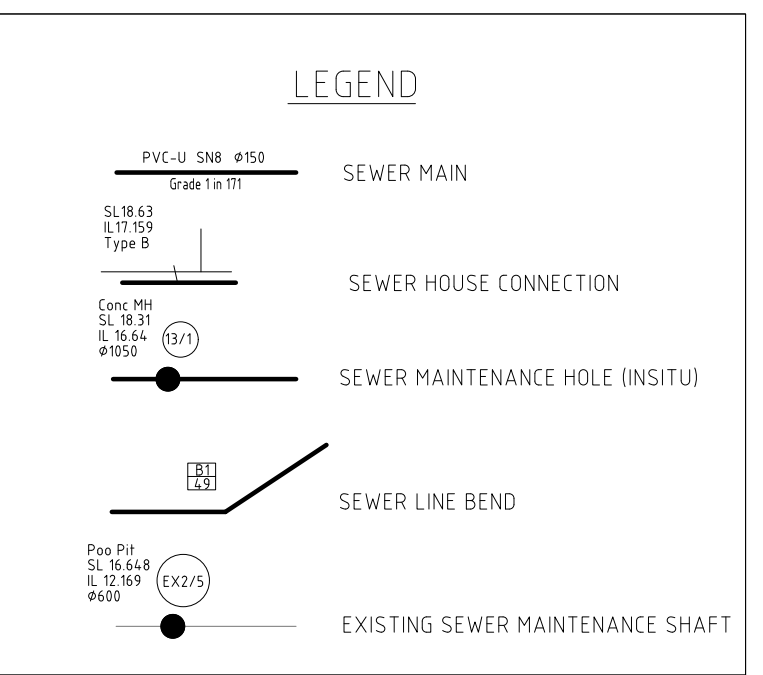 LEGEND
PVC-U SN8 Ø150
Grade 1 in 171
SEWER MAIN
SL18.63
IL17.159
Type B
SEWER HOUSE CONNECTION
Conc MH
SL 18.31
IL 16.64
Ø1050
13/1
SEWER MAINTENANCE HOLE (INSITU)
B1
49
SEWER LINE BEND
Poo Pit
SL 16.648
IL 12.169
Ø600
EX2/5
EXISTING SEWER MAINTENANCE SHAFT